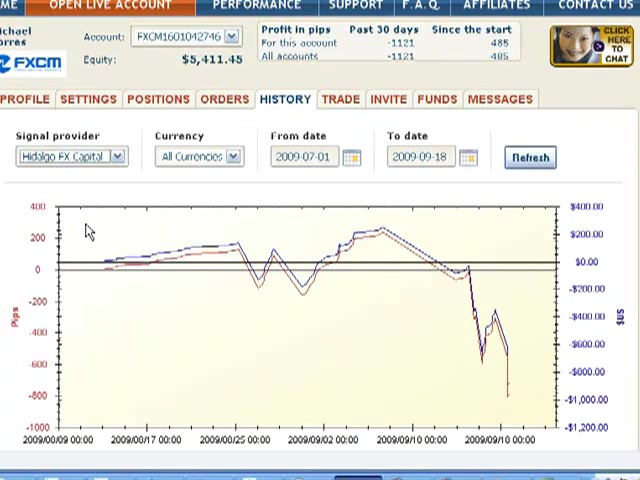 ME OPEN LIVE ACCOUNT PERFORMANCE SUPPORT F.A.Q. AFFILIATES CONTACT US
Account: FXCM1601042746
Equity: $5,411.45
FXCM
Profit in pips Past 30 days Since the start
For this account -1121 485
All accounts -1121 485
CLICK
HERE
TO CHAT
PROFILE SETTINGS POSITIONS ORDERS HISTORY TRADE INVITE FUNDS MESSAGES
Signal provider Currency From date To date
Hidalgo FX Capital All Currencies 2009-07-01 2009-09-18 Refresh
400 $400.00
200 $200.00
0 $0.00
-200 -$200.00
-400 -$600.00
-600 -$800.00
-800 -$1,000.00
-1000 -$1,200.00
Pips
$US
2009/08/09 00:00 2009/08/17 00:00 2009/08/25 00:00 2009/09/02 00:00 2009/09/10 00:00 2009/09/18 00:00